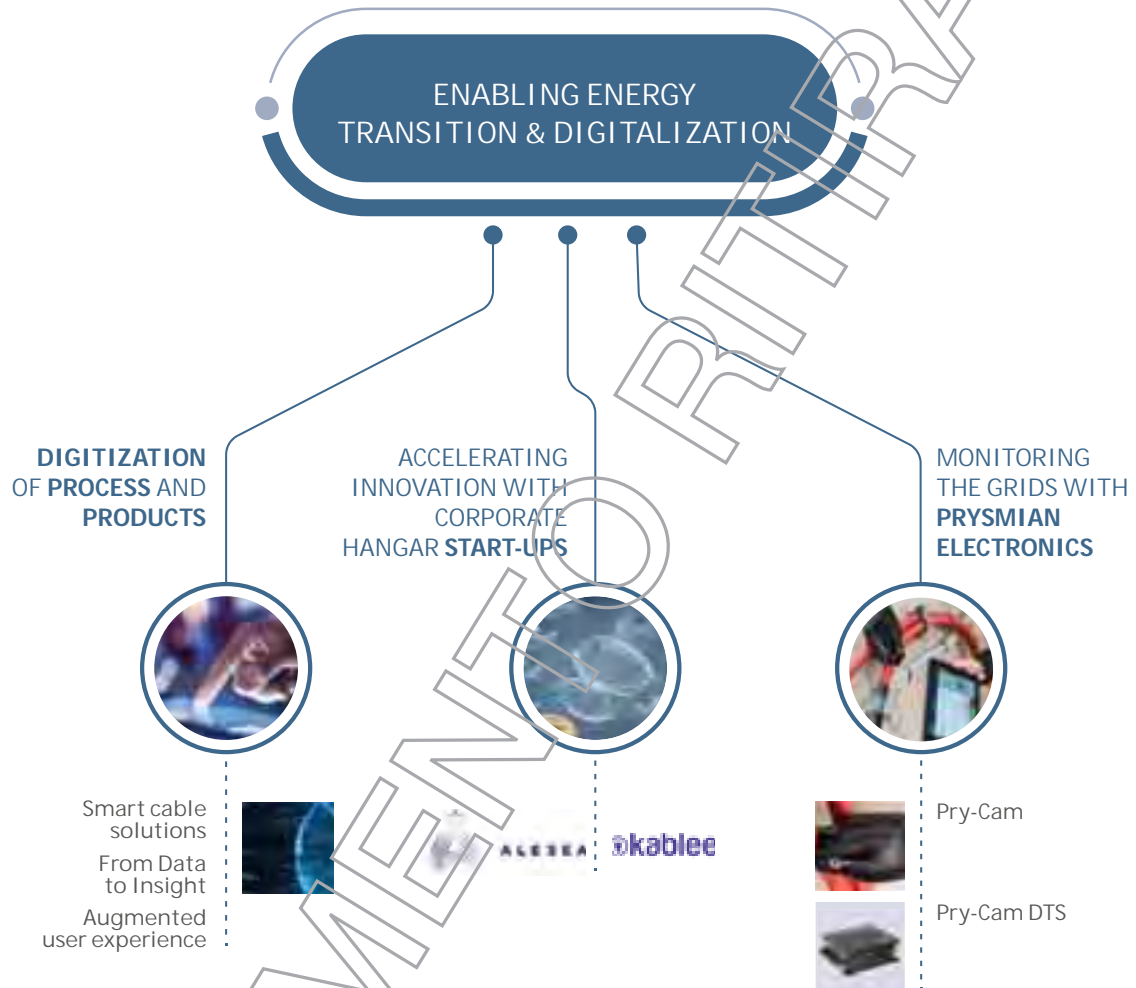 ENABLING ENERGY
TRANSITION & DIGITALIZATION
DIGITIZATION
OF PROCESS AND
PRODUCTS
ACCELERATING
INNOVATION WITH
CORPORATE
HANGAR START-UPS
MONITORING
THE GRIDS WITH
PRYSMIAN
ELECTRONICS
Smart cable
solutions
From Data
to Insight
Augmented
user experience
ALESEA
kablee
Pry-Cam
Pry-Cam DTS
MENTO RITIRA